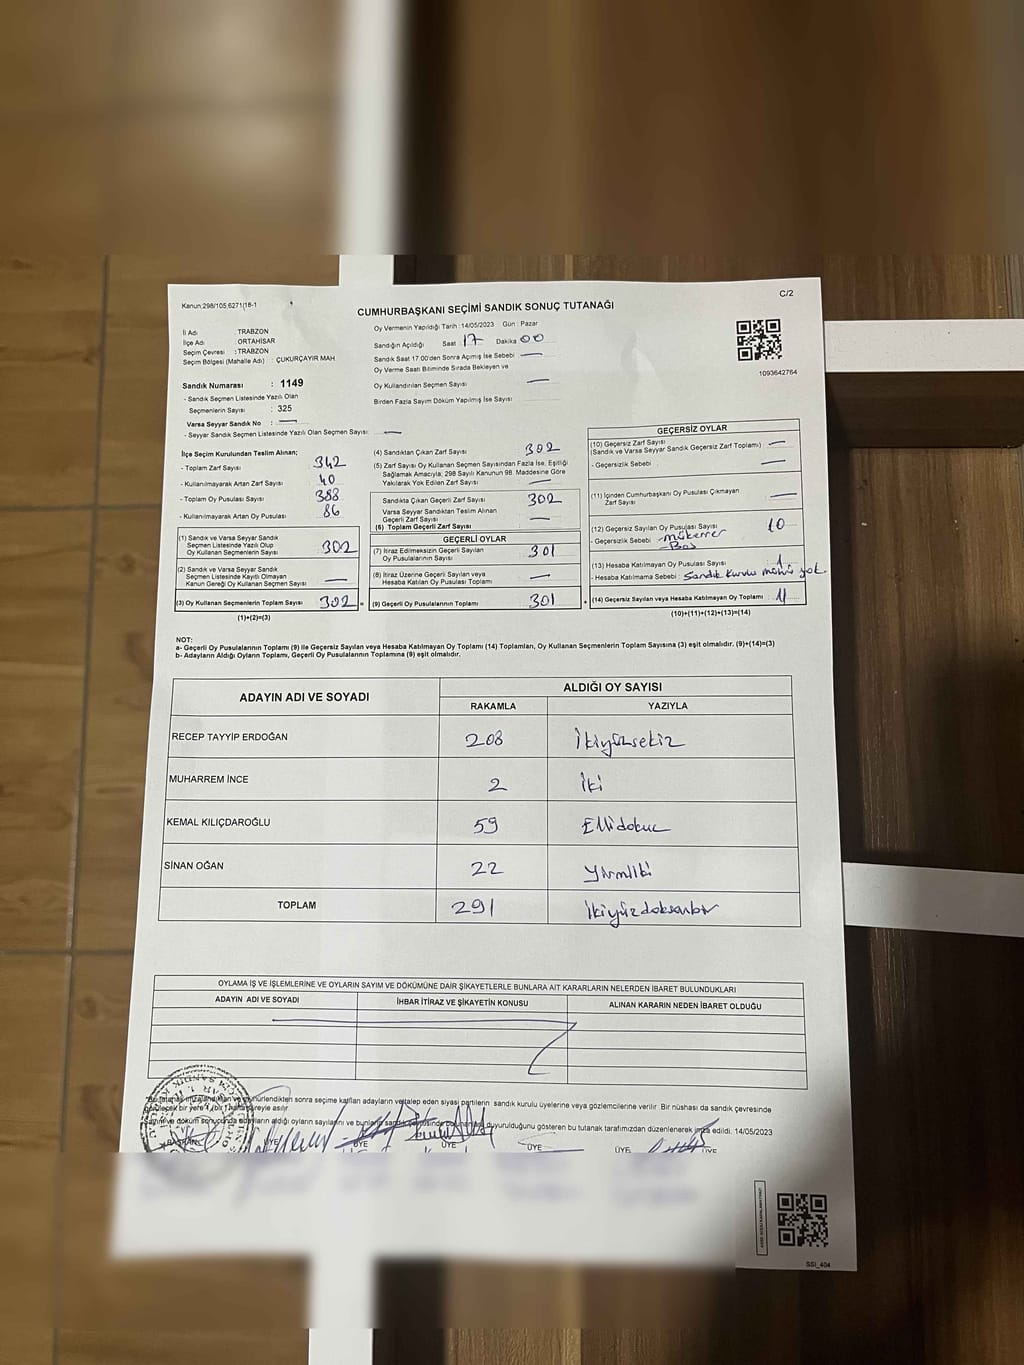 Kanun:298/105,6271/16-1
C/2
CUMHURBAŞKANI SEÇİMİ SANDIK SONUÇ TUTANAĞI
1093642764
İl Adı : TRABZON
İlçe Adı : ORTAHİSAR
Seçim Çevresi : TRABZON
Seçim Bölgesi (Mahalle Adı) : ÇUKURÇAYIR MAH.
Sandık Numarası : 1149
- Sandık Seçmen Listesinde Yazılı Olan
Seçmenlerin Sayısı : 325
Varsa Seyyar Sandık No : —
- Seyyar Sandık Seçmen Listesinde Yazılı Olan Seçmen Sayısı: —
Oy Vermenin Yapıldığı Tarih : 14/05/2023 Gün : Pazar
Sandığın Açıldığı Saat : 17 Dakika 00
Sandık Saat 17:00'den Sonra Açılmış İse Sebebi —
Oy Verme Saati Bitiminde Sırada Bekleyen ve
Oy Kullandırılan Seçmen Sayısı —
Birden Fazla Sayım Döküm Yapılmış İse Sayısı
İlçe Seçim Kurulundan Teslim Alınan;
- Toplam Zarf Sayısı 342
- Kullanılmayarak Artan Zarf Sayısı 40
- Toplam Oy Pusulası Sayısı 388
- Kullanılmayarak Artan Oy Pusulası 86
(1) Sandık ve Varsa Seyyar Sandık
Seçmen Listesinde Yazılı Olup
Oy Kullanan Seçmenlerin Sayısı 302
(2) Sandık ve Varsa Seyyar Sandık
Seçmen Listesinde Kayıtlı Olmayan
Kanun Gereği Oy Kullanan Seçmen Sayısı —
(3) Oy Kullanan Seçmenlerin Toplam Sayısı 302 =
(1)+(2)=(3)
(4) Sandıktan Çıkan Zarf Sayısı 302
(5) Zarf Sayısı Oy Kullanan Seçmen Sayısından Fazla İse, Eşitliği
Sağlamak Amacıyla; 298 Sayılı Kanunun 98. Maddesine Göre
Yakılarak Yok Edilen Zarf Sayısı —
Sandıkta Çıkan Geçerli Zarf Sayısı 302
Varsa Seyyar Sandıktan Teslim Alınan
Geçerli Zarf Sayısı —
(6) Toplam Geçerli Zarf Sayısı
GEÇERLİ OYLAR
(7) İtiraz Edilmeksizin Geçerli Sayılan
Oy Pusulalarının Sayısı 301
(8) İtiraz Üzerine Geçerli Sayılan veya
Hesaba Katılan Oy Pusulası Toplamı —
(9) Geçerli Oy Pusulalarının Toplamı 301 +
GEÇERSİZ OYLAR
(10) Geçersiz Zarf Sayısı —
(Sandık ve Varsa Seyyar Sandık Geçersiz Zarf Toplamı)
- Geçersizlik Sebebi —
(11) İçinden Cumhurbaşkanı Oy Pusulası Çıkmayan
Zarf Sayısı —
(12) Geçersiz Sayılan Oy Pusulası Sayısı 10
- Geçersizlik Sebebi mükerrer
Boş
(13) Hesaba Katılmayan Oy Pusulası Sayısı 1
- Hesaba Katılmama Sebebi Sandık Kurulu mührü yok.
(14) Geçersiz Sayılan veya Hesaba Katılmayan Oy Toplamı 11
(10)+(11)+(12)+(13)=(14)
NOT:
a- Geçerli Oy Pusulalarının Toplamı (9) ile Geçersiz Sayılan veya Hesaba Katılmayan Oy Toplamı (14) Toplamları, Oy Kullanan Seçmenlerin Toplam Sayısına (3) eşit olmalıdır. (9)+(14)=(3)
b- Adayların Aldığı Oyların Toplamı, Geçerli Oy Pusulalarının Toplamına (9) eşit olmalıdır.
ADAYIN ADI VE SOYADI ALDIĞI OY SAYISI
RAKAMLA YAZIYLA
RECEP TAYYİP ERDOĞAN 208 İkiyüzsekiz
MUHARREM İNCE 2 İki
KEMAL KILIÇDAROĞLU 59 Ellidokuz
SİNAN OĞAN 22 Yirmiiki
TOPLAM 291 İkiyüzdoksanbir
OYLAMA İŞ VE İŞLEMLERİNE VE OYLARIN SAYIM VE DÖKÜMÜNE DAİR ŞİKAYETLERLE BUNLARA AİT KARARLARIN NELERDEN İBARET BULUNDUKLARI
ADAYIN ADI VE SOYADI İHBAR İTİRAZ VE ŞİKAYETİN KONUSU ALINAN KARARIN NEDEN İBARET OLDUĞU
sonra seçime katılan adayların ve talep eden siyasi partilerin sandık kurulu üyelerine veya gözlemcilerine verilir. Bir nüshası da sandık çevresinde
görülecek bir yere asılır.
Sayım ve döküm sonucunda adayların aldığı oyların sayılarını ve bunların duyurulduğunu gösteren bu tutanak tarafımızdan düzenlenerek imza edildi. 14/05/2023
BAŞKAN ÜYE ÜYE ÜYE ÜYE ÜYE ÜYE
SSI_404